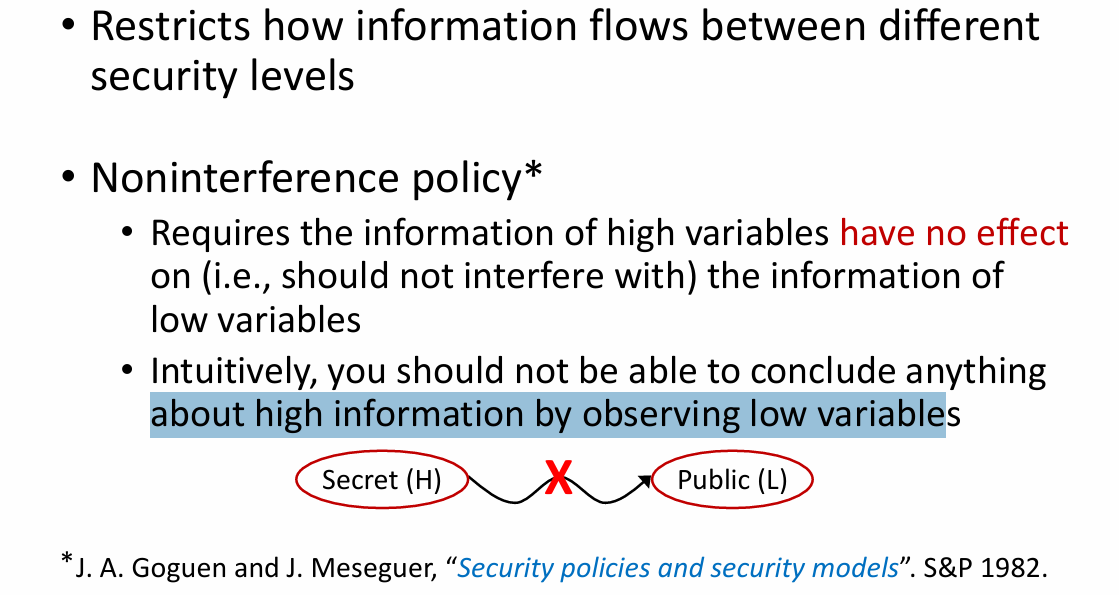 • Restricts how information flows between different
security levels
• Noninterference policy*
• Requires the information of high variables have no effect
on (i.e., should not interfere with) the information of
low variables
• Intuitively, you should not be able to conclude anything
about high information by observing low variables
Secret (H) X Public (L)
*J. A. Goguen and J. Meseguer, “Security policies and security models”. S&P 1982.